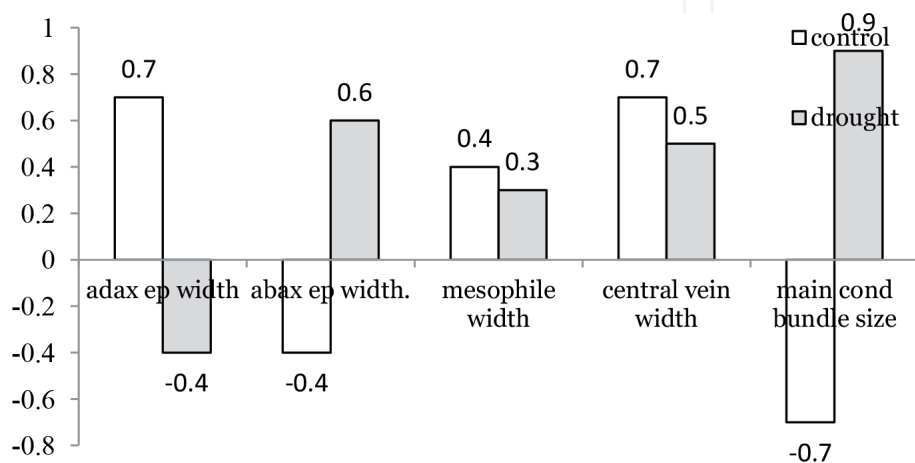 1
0.8
0.6
0.4
0.2
0
-0.2
-0.4
-0.6
-0.8
0.7
-0.4
-0.4
0.6
0.4
0.3
0.7
0.5
-0.7
0.9
adax ep width
abax ep width.
mesophile
width
central vein
width
main cond
bundle size
control
drought